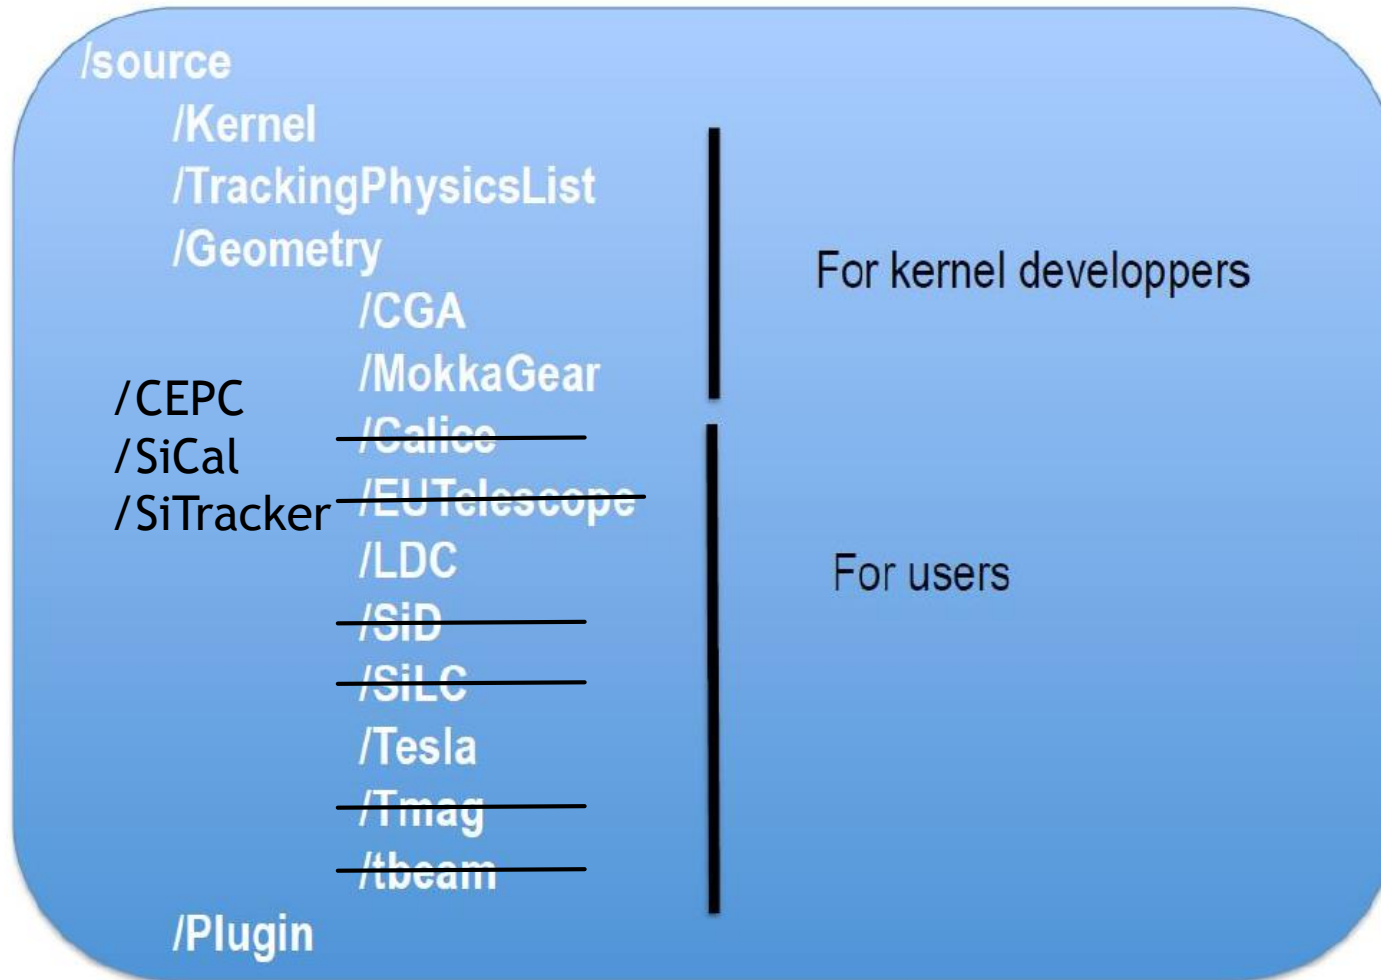 /source
/Kernel
/TrackingPhysicsList
/Geometry
/CGA
/MokkaGear
/Calice
/EUTelescope
/LDC
/SiD
/SiLC
/Tesla
/Tmag
/tbeam
/Plugin
/CEPC
/SiCal
/SiTracker
For kernel developpers
For users